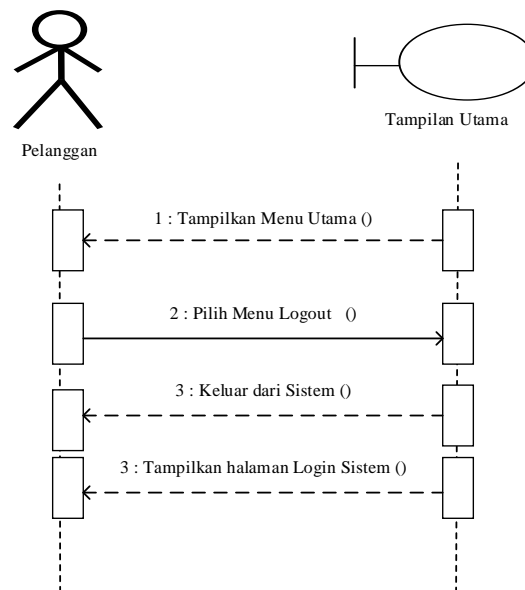 Tampilan Utama
Pelanggan
1 : Tampilkan Menu Utama ()
2 : Pilih Menu Logout ()
3 : Keluar dari Sistem ()
3 : Tampilkan halaman Login Sistem ()